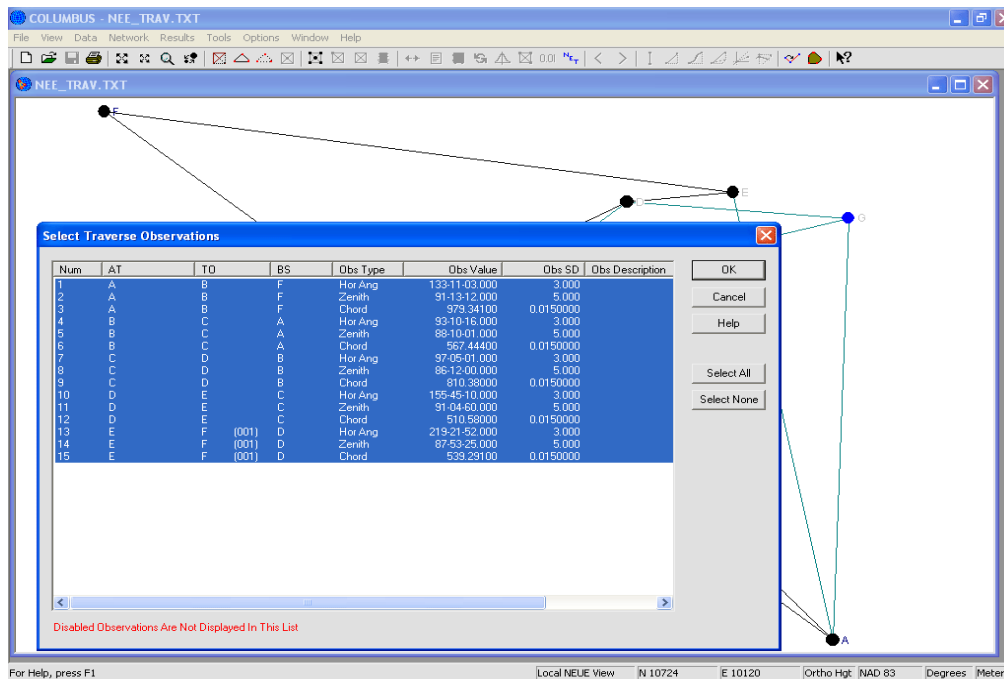 COLUMBUS - NEE_TRAV.TXT
File View Data Network Results Tools Options Window Help
0.01 N E T
NEE_TRAV.TXT
F
E
D
G
Select Traverse Observations
Num AT TO BS Obs Type Obs Value Obs SD Obs Description
1 A B F Hor Ang 133-11-03.000 3.000
2 A B F Zenith 91-13-12.000 5.000
3 A B F Chord 979.34100 0.0150000
4 B C A Hor Ang 93-10-16.000 3.000
5 B C A Zenith 88-10-01.000 5.000
6 B C A Chord 567.44400 0.0150000
7 C D B Hor Ang 97-05-01.000 3.000
8 C D B Zenith 86-12-00.000 5.000
9 C D B Chord 810.38000 0.0150000
10 D E C Hor Ang 155-45-10.000 3.000
11 D E C Zenith 91-04-60.000 5.000
12 D E C Chord 510.58000 0.0150000
13 E F (001) D Hor Ang 219-21-52.000 3.000
14 E F (001) D Zenith 87-53-25.000 5.000
15 E F (001) D Chord 539.29100 0.0150000
OK
Cancel
Help
Select All
Select None
Disabled Observations Are Not Displayed In This List
A
For Help, press F1 Local NEUE View N 10724 E 10120 Ortho Hgt NAD 83 Degrees Meter